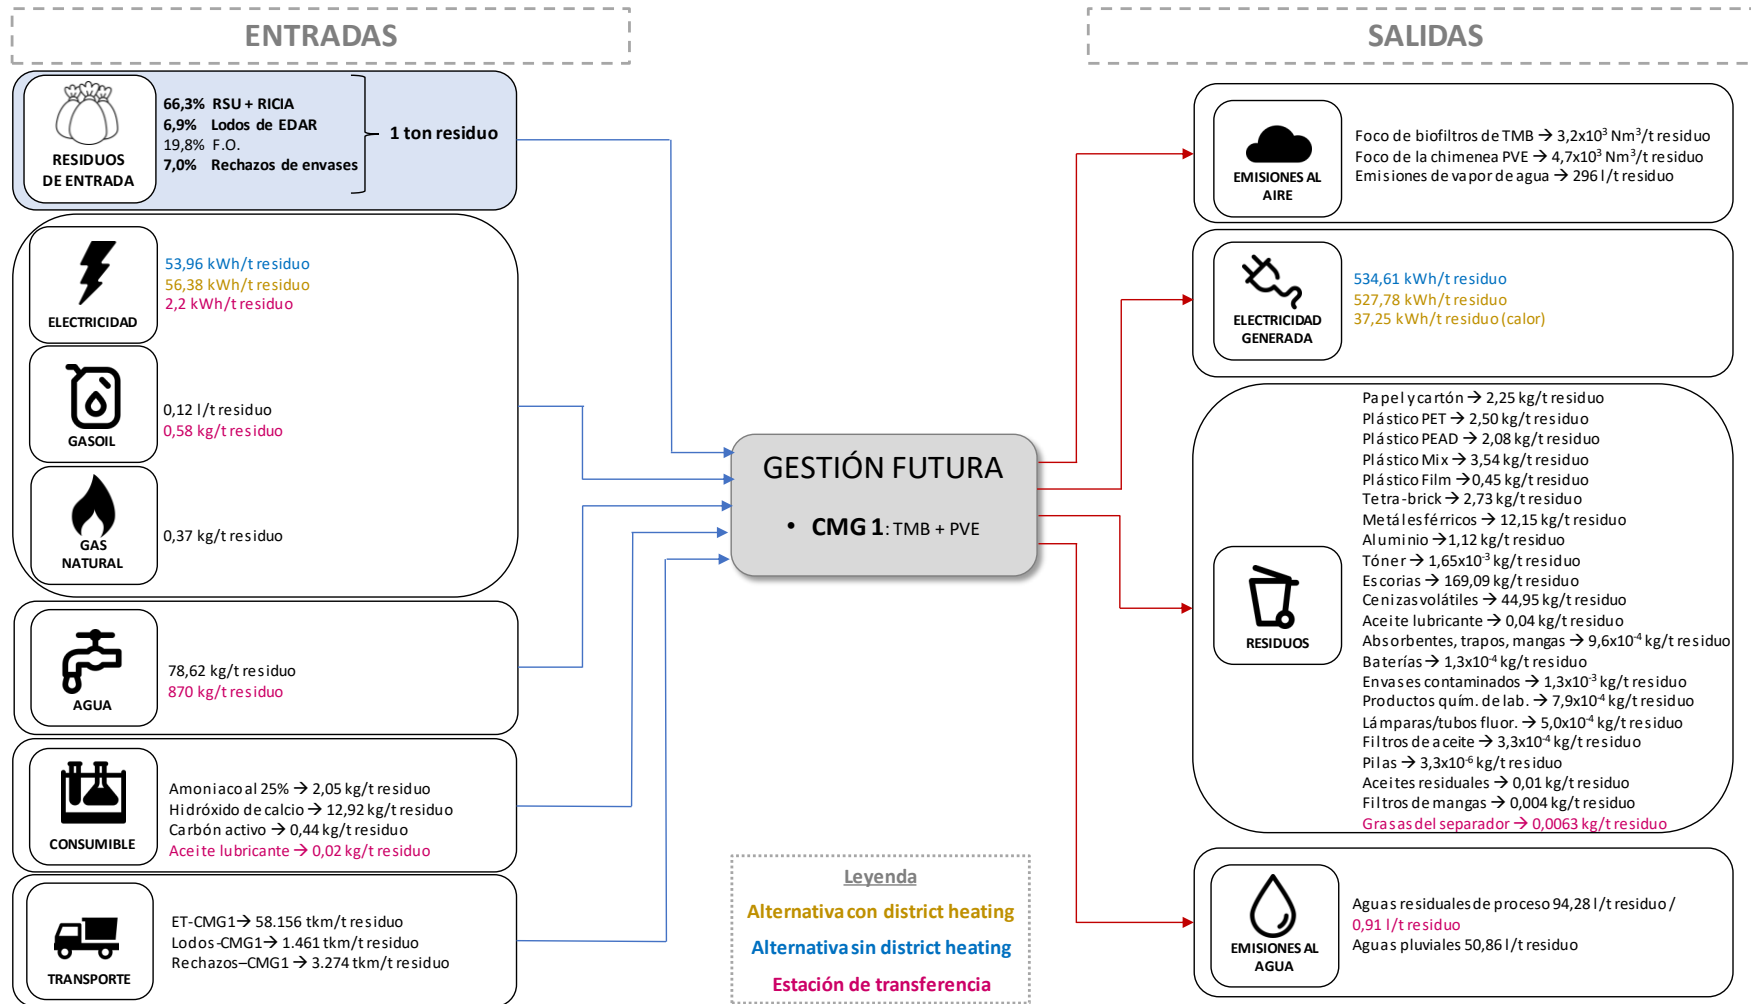 ENTRADAS
SALIDAS
RESIDUOS
DE ENTRADA
66,3% RSU + RICIA
6,9% Lodos de EDAR
19,8% F.O.
7,0% Rechazos de envases
1 ton residuo
ELECTRICIDAD
53,96 kWh/t residuo
56,38 kWh/t residuo
2,2 kWh/t residuo
GASOIL
0,12 l/t residuo
0,58 kg/t residuo
GAS
NATURAL
0,37 kg/t residuo
AGUA
78,62 kg/t residuo
870 kg/t residuo
CONSUMIBLE
Amoniaco al 25% → 2,05 kg/t residuo
Hidróxido de calcio → 12,92 kg/t residuo
Carbón activo → 0,44 kg/t residuo
Aceite lubricante → 0,02 kg/t residuo
TRANSPORTE
ET-CMG1 → 58.156 tkm/t residuo
Lodos-CMG1 → 1.461 tkm/t residuo
Rechazos–CMG1 → 3.274 tkm/t residuo
GESTIÓN FUTURA
• CMG 1: TMB + PVE
Leyenda
Alternativa con district heating
Alternativa sin district heating
Estación de transferencia
EMISIONES AL
AIRE
Foco de biofiltros de TMB → 3,2x10³ Nm³/t residuo
Foco de la chimenea PVE → 4,7x10³ Nm³/t residuo
Emisiones de vapor de agua → 296 l/t residuo
ELECTRICIDAD
GENERADA
534,61 kWh/t residuo
527,78 kWh/t residuo
37,25 kWh/t residuo (calor)
RESIDUOS
Papel y cartón → 2,25 kg/t residuo
Plástico PET → 2,50 kg/t residuo
Plástico PEAD → 2,08 kg/t residuo
Plástico Mix → 3,54 kg/t residuo
Plástico Film → 0,45 kg/t residuo
Tetra-brick → 2,73 kg/t residuo
Metáles férricos → 12,15 kg/t residuo
Aluminio → 1,12 kg/t residuo
Tóner → 1,65x10⁻³ kg/t residuo
Escorias → 169,09 kg/t residuo
Cenizas volátiles → 44,95 kg/t residuo
Aceite lubricante → 0,04 kg/t residuo
Absorbentes, trapos, mangas → 9,6x10⁻⁴ kg/t residuo
Baterías → 1,3x10⁻⁴ kg/t residuo
Envases contaminados → 1,3x10⁻³ kg/t residuo
Productos quím. de lab. → 7,9x10⁻⁴ kg/t residuo
Lámparas/tubos fluor. → 5,0x10⁻⁴ kg/t residuo
Filtros de aceite → 3,3x10⁻⁴ kg/t residuo
Pilas → 3,3x10⁻⁶ kg/t residuo
Aceites residuales → 0,01 kg/t residuo
Filtros de mangas → 0,004 kg/t residuo
Grasas del separador → 0,0063 kg/t residuo
EMISIONES AL
AGUA
Aguas residuales de proceso 94,28 l/t residuo /
0,91 l/t residuo
Aguas pluviales 50,86 l/t residuo